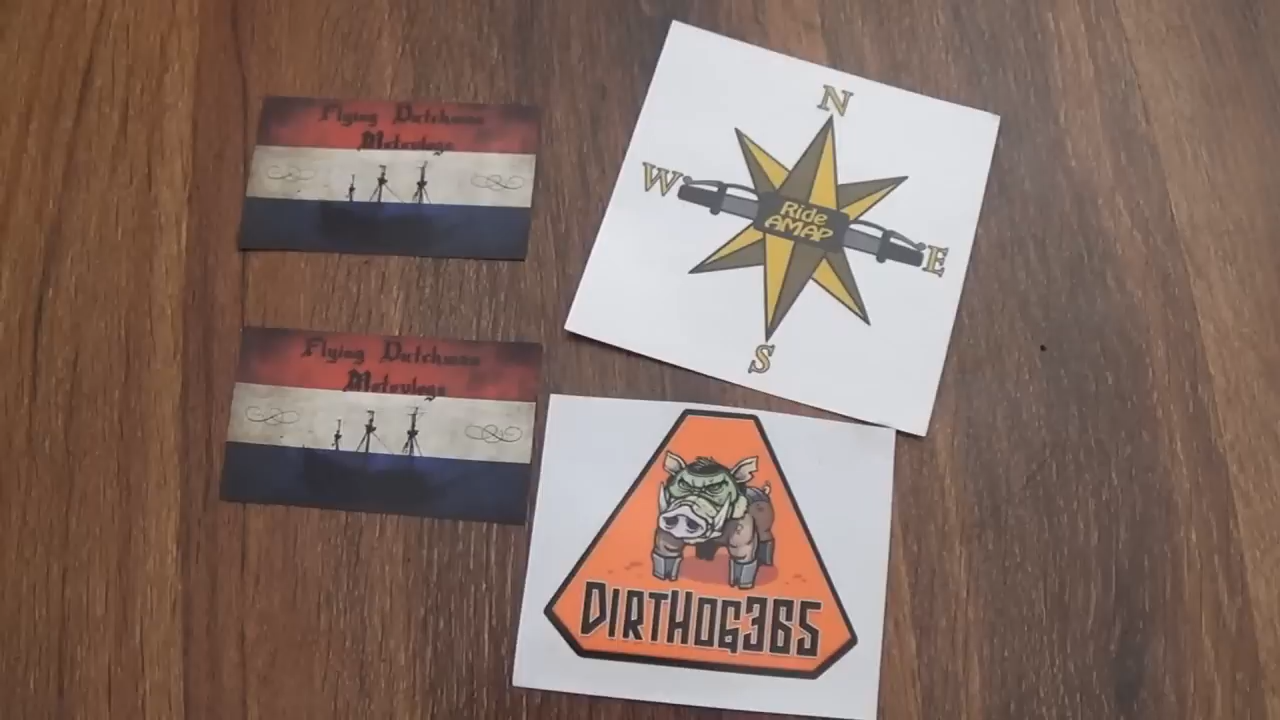 Flying Dutchman
Motovlogs
N
W
Ride
AMAP
E
S
Flying Dutchman
Motovlogs
DIRTHOG365